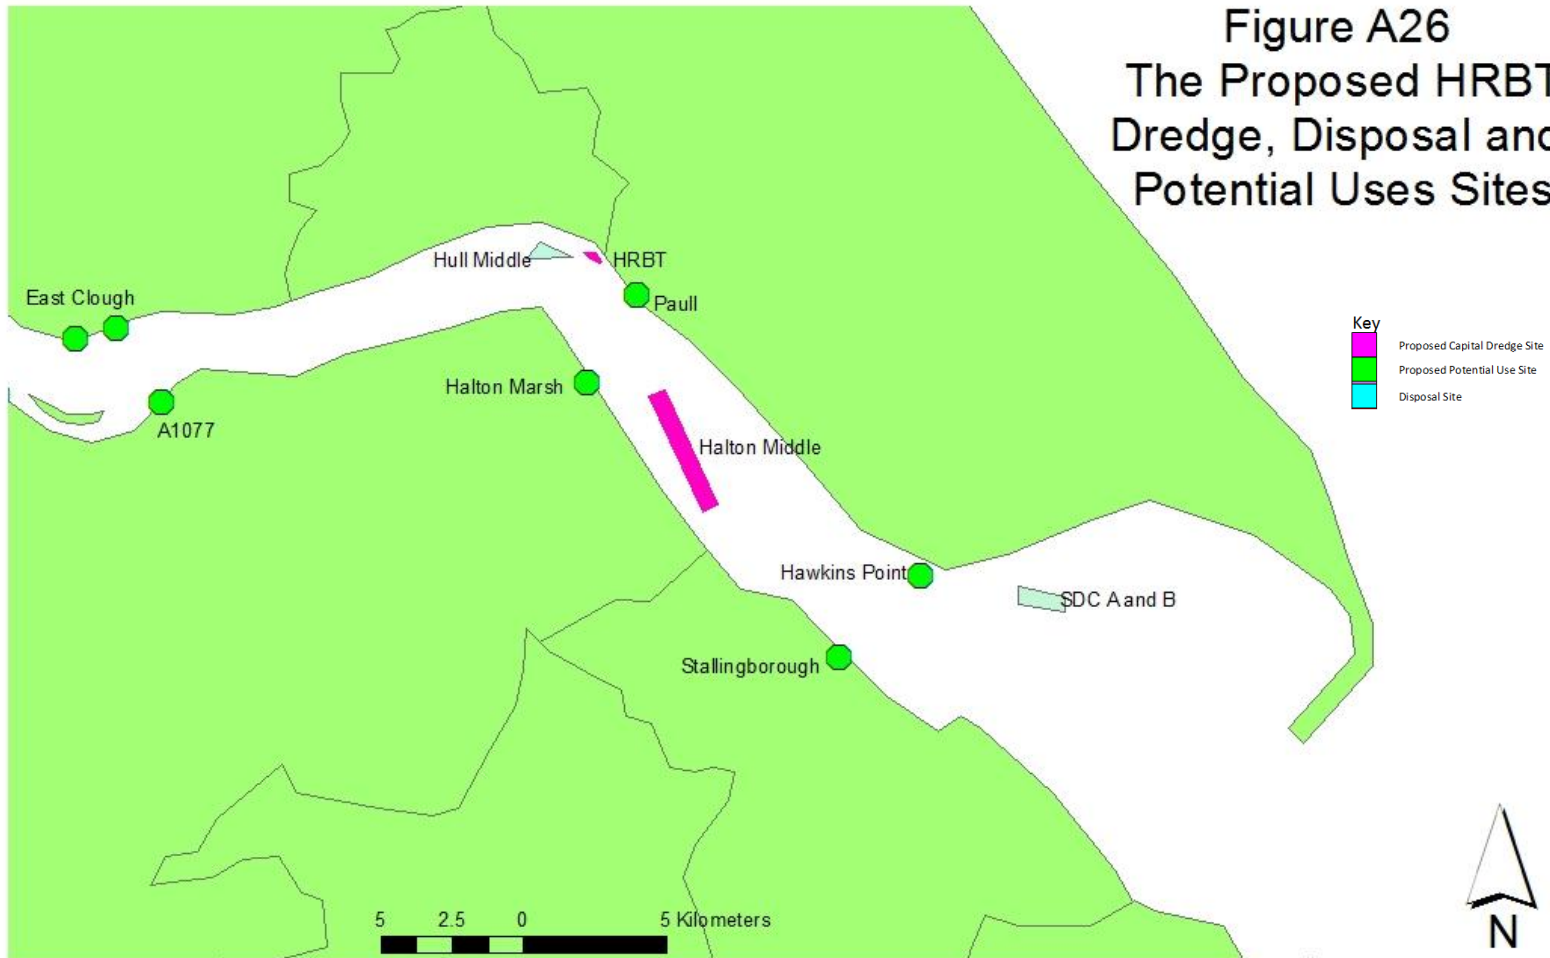 Figure A26
The Proposed HRBT
Dredge, Disposal and
Potential Uses Sites
Hull Middle
HRBT
East Clough
Paull
Key
Proposed Capital Dredge Site
Proposed Potential Use Site
Disposal Site
Halton Marsh
A1077
Halton Middle
Hawkins Point
SDC A and B
Stallingborough
5 2.5 0 5 Kilometers
N